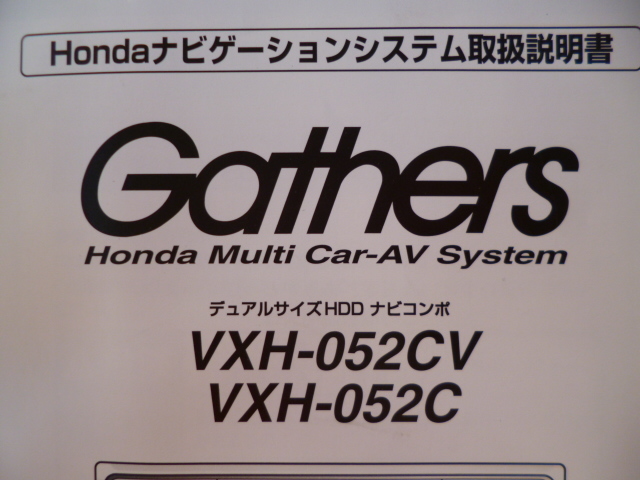 Hondaナビゲーションシステム取扱説明書
Gathers
Honda Multi Car-AV System
デュアルサイズHDD ナビコンポ
VXH-052CV
VXH-052C